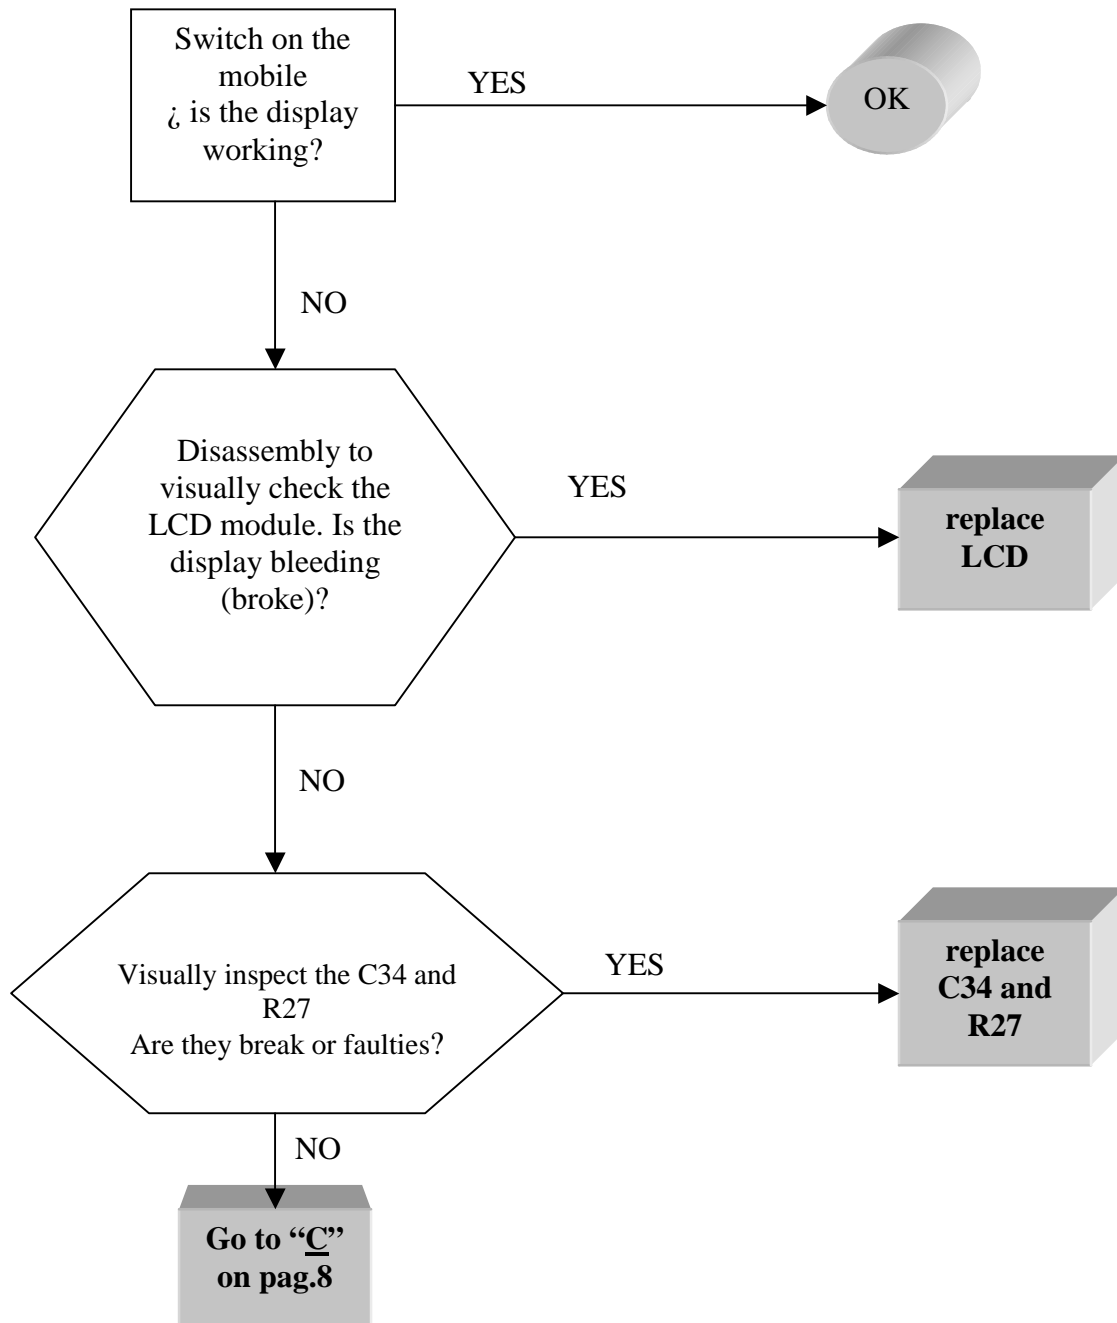 Switch on the
mobile
¿ is the display
working?
YES
OK
NO
Disassembly to
visually check the
LCD module. Is the
display bleeding
(broke)?
YES
replace
LCD
NO
Visually inspect the C34 and
R27
Are they break or faulties?
YES
replace
C34 and
R27
NO
Go to “C”
on pag.8